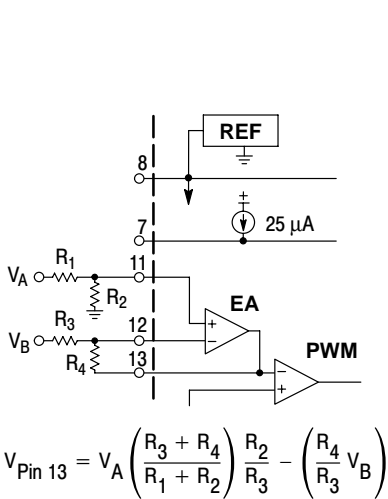 REF
8
7
25 μA
R1
11
VA
R2
EA
R3
12
VB
R4
13
PWM
+
−
−
+
+
VPin 13 = VA ( R3 + R4 / R1 + R2 ) R2 / R3 − ( R4 / R3 VB )